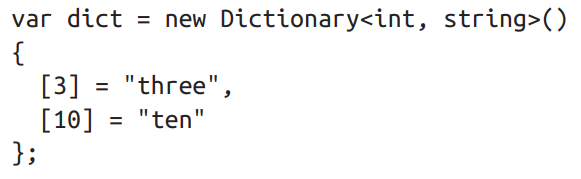 var dict = new Dictionary<int, string>()
{
  [3] = "three",
  [10] = "ten"
};